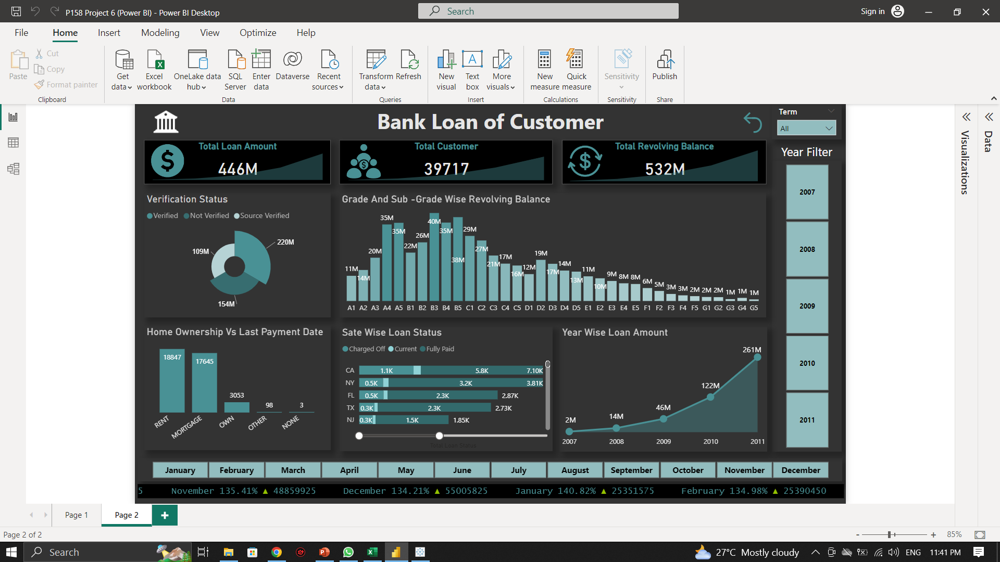 P158 Project 6 (Power BI) - Power BI Desktop
Search
Sign in
File Home Insert Modeling View Optimize Help
Paste
Cut
Copy
Format painter
Clipboard
Get data
Excel workbook
OneLake data hub
SQL Server
Enter data
Dataverse
Recent sources
Data
Transform data
Refresh
Queries
New visual
Text box
More visuals
Insert
New measure
Quick measure
Calculations
Sensitivity
Sensitivity
Publish
Share
Bank Loan of Customer
Term
All
Total Loan Amount
446M
Total Customer
39717
Total Revolving Balance
532M
Year Filter
2007
2008
2009
2010
2011
Verification Status
Verified Not Verified Source Verified
220M
109M
154M
Grade And Sub -Grade Wise Revolving Balance
11M 14M 20M 35M 35M 22M 26M 40M 35M 38M 29M 27M 21M 17M 16M 12M 19M 17M 14M 13M 11M 10M 9M 8M 8M 6M 5M 3M 3M 2M 2M 2M 1M 1M 1M
A1 A2 A3 A4 A5 B1 B2 B3 B4 B5 C1 C2 C3 C4 C5 D1 D2 D3 D4 D5 E1 E2 E3 E4 E5 F1 F2 F3 F4 F5 G1 G2 G3 G4 G5
Home Ownership Vs Last Payment Date
18847 17645 3053 98 3
RENT MORTGAGE OWN OTHER NONE
Sate Wise Loan Status
Charged Off Current Fully Paid
CA 1.1K 5.8K 7.10K
NY 0.5K 3.2K 3.81K
FL 0.5K 2.3K 2.87K
TX 0.3K 2.3K 2.73K
NJ 0.3K 1.5K 1.85K
Total Loan Status
Year Wise Loan Amount
2M 14M 46M 122M 261M
2007 2008 2009 2010 2011
January February March April May June July August September October November December
5 November 135.41% ▲ 48859925 December 134.21% ▲ 55005825 January 140.82% ▲ 25351575 February 134.98% ▲ 25390450
Visualizations
Data
Page 1 Page 2 +
Page 2 of 2
- + 85%
Search
27°C Mostly cloudy
ENG
11:41 PM